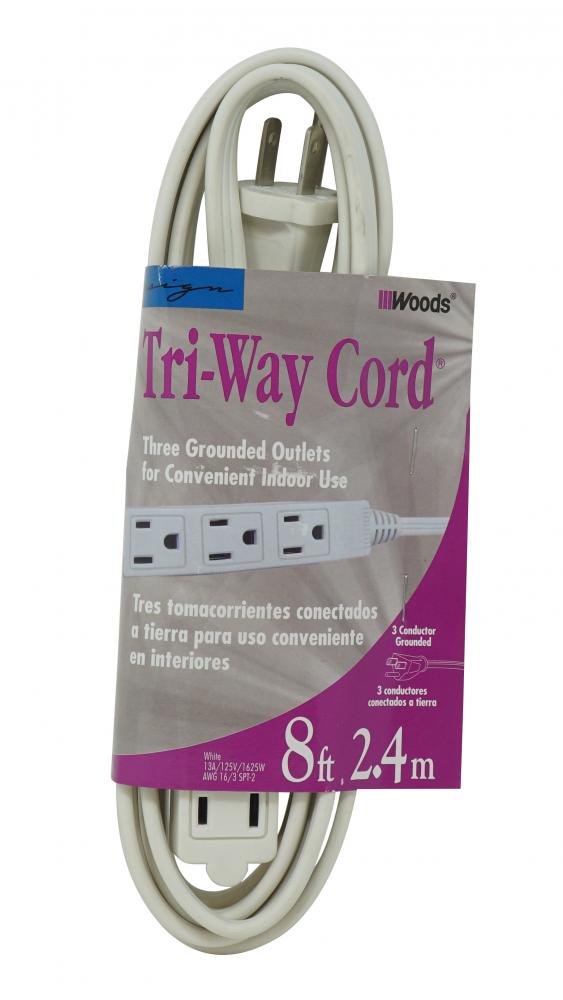 Woods®
Tri-Way Cord®
Three Grounded Outlets
for Convenient Indoor Use
Tres tomacorrientes conectados
a tierra para uso conveniente
en interiores
3 Conductor
Grounded
3 conductores
conectados a tierra
White
13A/125V/1625W
AWG 16/3 SPT-2
8ft. 2.4m